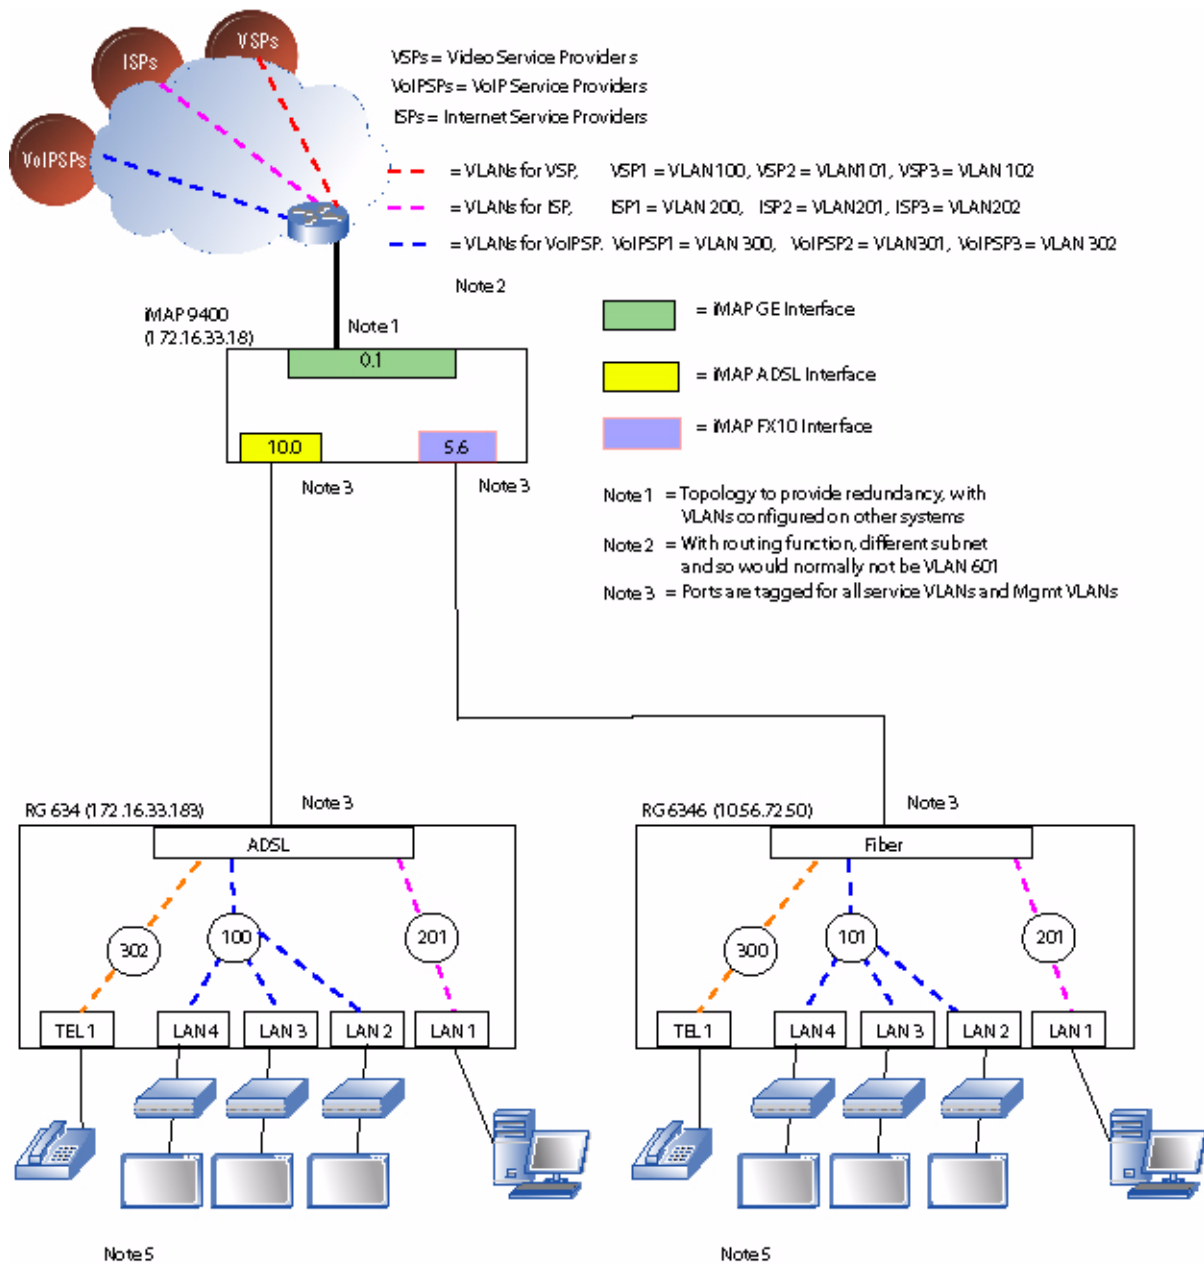 VSPs
ISPs
VoIPSPs
VSPs = Video Service Providers
VoIPSPs = VoIP Service Providers
ISPs = Internet Service Providers
= VLANs for VSP, VSP1 = VLAN 100, VSP2 = VLAN101, VSP3 = VLAN 102
= VLANs for ISP, ISP1 = VLAN 200, ISP2 = VLAN201, ISP3 = VLAN202
= VLANs for VoIPSP. VoIPSP1 = VLAN 300, VoIPSP2 = VLAN301, VoIPSP3 = VLAN 302
Note 2
iMAP 9400
(172.16.33.18)
Note 1
0.1
10.0
5.6
Note 3
Note 3
= iMAP GE Interface
= iMAP ADSL Interface
= iMAP FX10 Interface
Note 1 = Topology to provide redundancy, with
VLANs configured on other systems
Note 2 = With routing function, different subnet
and so would normally not be VLAN 601
Note 3 = Ports are tagged for all service VLANs and Mgmt VLANs
RG 634 (172.16.33.183)
Note 3
ADSL
302
100
201
TEL 1
LAN 4
LAN 3
LAN 2
LAN 1
Note 5
RG 6346 (10.56.72.50)
Note 3
Fiber
300
101
201
TEL 1
LAN 4
LAN 3
LAN 2
LAN 1
Note 5